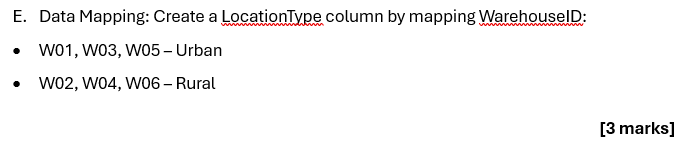 E. Data Mapping: Create a LocationType column by mapping WarehouseID:
• W01, W03, W05 – Urban
• W02, W04, W06 – Rural
[3 marks]